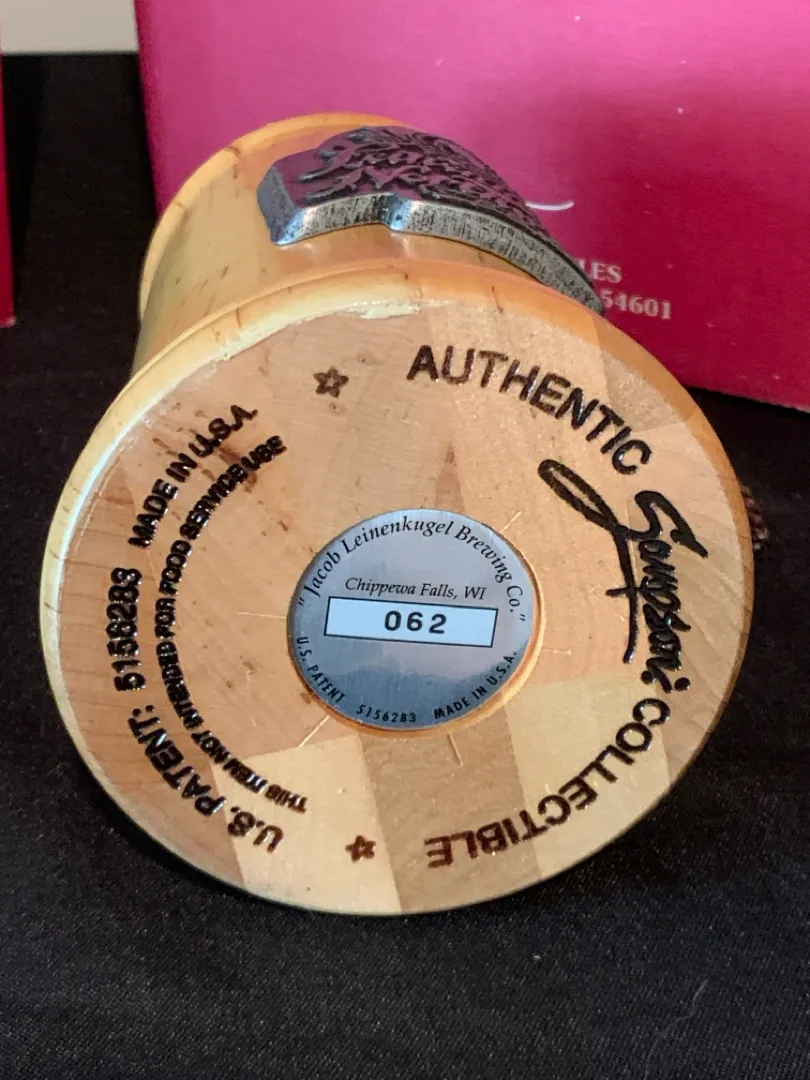 AUTHENTIC
COLLECTIBLE
U.S. PATENT: 5156283 MADE IN U.S.A.
THIS ITEM NOT INTENDED FOR FOOD SERVICE USE
"Jacob Leinenkugel Brewing Co."
Chippewa Falls, WI
062
U.S. PATENT 5156283 MADE IN U.S.A.
LES
54601